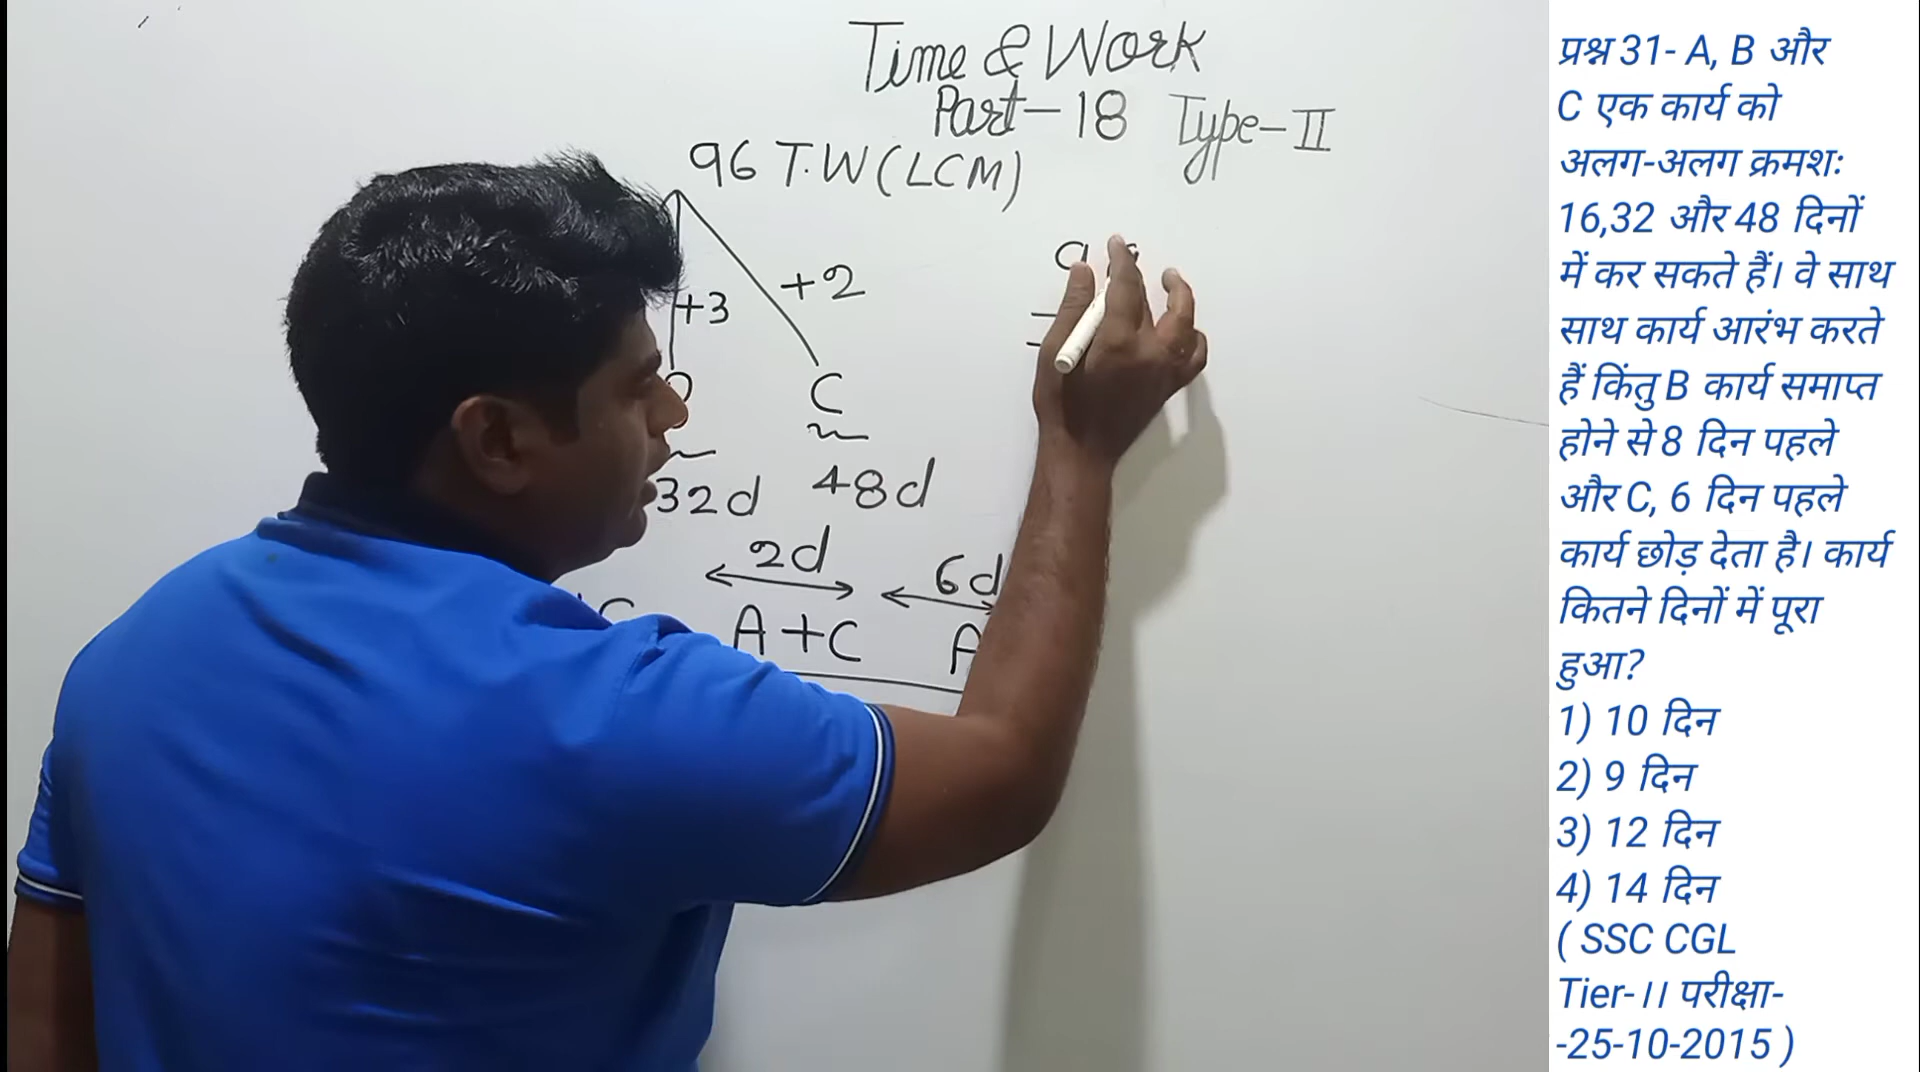 Time & Work
Part-18 Type-II
96 T.W(LCM)
+3
+2
C
32d
48d
2d
6d
A+C
A
प्रश्न 31- A, B और
C एक कार्य को
अलग-अलग क्रमशः
16,32 और 48 दिनों
में कर सकते हैं। वे साथ
साथ कार्य आरंभ करते
हैं किंतु B कार्य समाप्त
होने से 8 दिन पहले
और C, 6 दिन पहले
कार्य छोड़ देता है। कार्य
कितने दिनों में पूरा
हुआ?
1) 10 दिन
2) 9 दिन
3) 12 दिन
4) 14 दिन
( SSC CGL
Tier-।। परीक्षा-
-25-10-2015 )